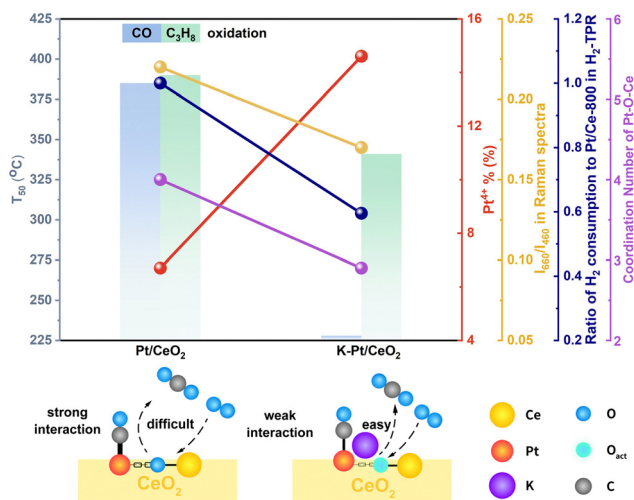 CO C₃H₈ oxidation
T₅₀ (°C)
425
400
375
350
325
300
275
250
225
Pt/CeO₂
K-Pt/CeO₂
16
14
12
10
8
6
4
Pt⁴⁺ % (%)
0.25
0.20
0.15
0.10
0.05
I₆₆₀/I₄₆₀ in Raman spectra
1.2
1.0
0.8
0.6
0.4
0.2
Ratio of H₂ consumption to Pt/Ce-800 in H₂-TPR
6
5
4
3
2
Coordination Number of Pt-O-Ce
strong
interaction
difficult
CeO₂
weak
interaction
easy
CeO₂
Ce
O
Pt
Oact
K
C